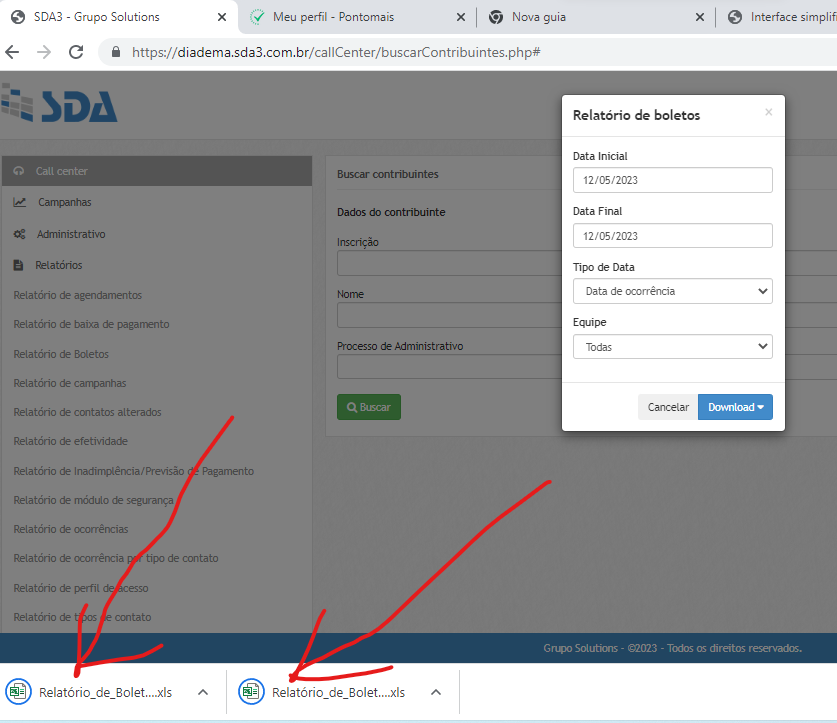 SDA3 - Grupo Solutions
Meu perfil - Pontomais
Nova guia
Interface simplifi
https://diadema.sda3.com.br/callCenter/buscarContribuintes.php#
SDA
Call center
Campanhas
Administrativo
Relatórios
Relatório de agendamentos
Relatório de baixa de pagamento
Relatório de Boletos
Relatório de campanhas
Relatório de contatos alterados
Relatório de efetividade
Relatório de Inadimplência/Previsão de Pagamento
Relatório de módulo de segurança
Relatório de ocorrências
Relatório de ocorrência por tipo de contato
Relatório de perfil de acesso
Relatório de tipos de contato
Buscar contribuintes
Dados do contribuinte
Inscrição
Nome
Processo de Administrativo
Buscar
Relatório de boletos
×
Data Inicial
12/05/2023
Data Final
12/05/2023
Tipo de Data
Data de ocorrência
Equipe
Todas
Cancelar
Download
Grupo Solutions - ©2023 - Todos os direitos reservados.
Relatório_de_Bolet....xls
Relatório_de_Bolet....xls